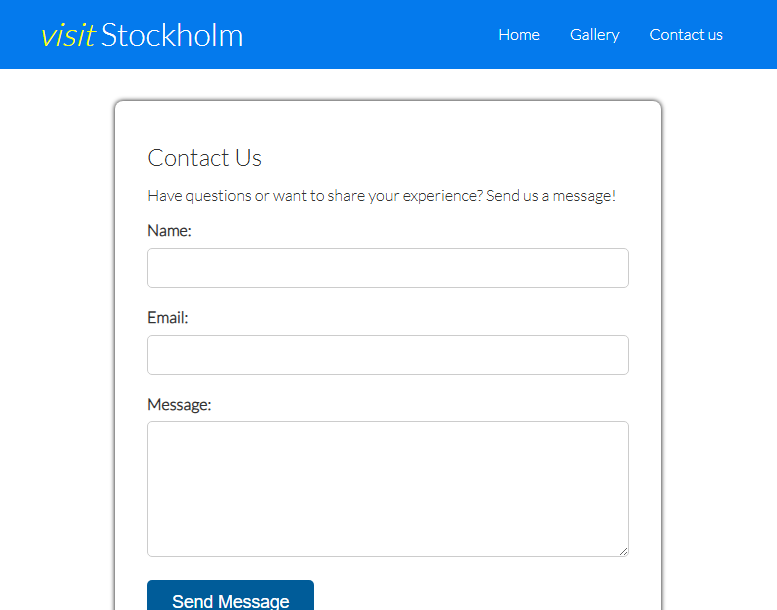 visit Stockholm
Home Gallery Contact us
Contact Us
Have questions or want to share your experience? Send us a message!
Name:
Email:
Message:
Send Message